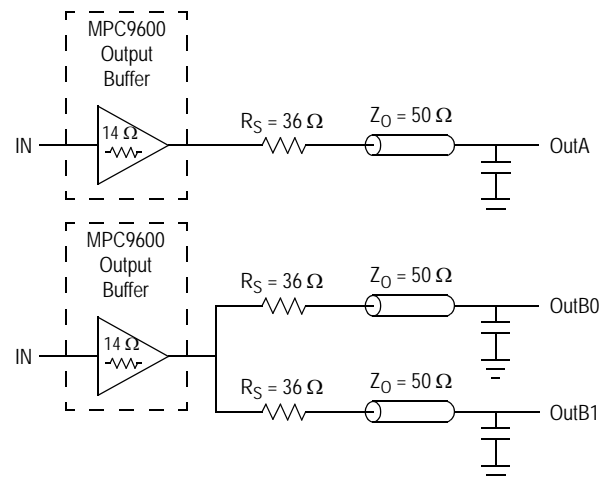 MPC9600
Output
Buffer
IN
14 Ω
R_S = 36 Ω
Z_O = 50 Ω
OutA
MPC9600
Output
Buffer
IN
14 Ω
R_S = 36 Ω
Z_O = 50 Ω
OutB0
R_S = 36 Ω
Z_O = 50 Ω
OutB1